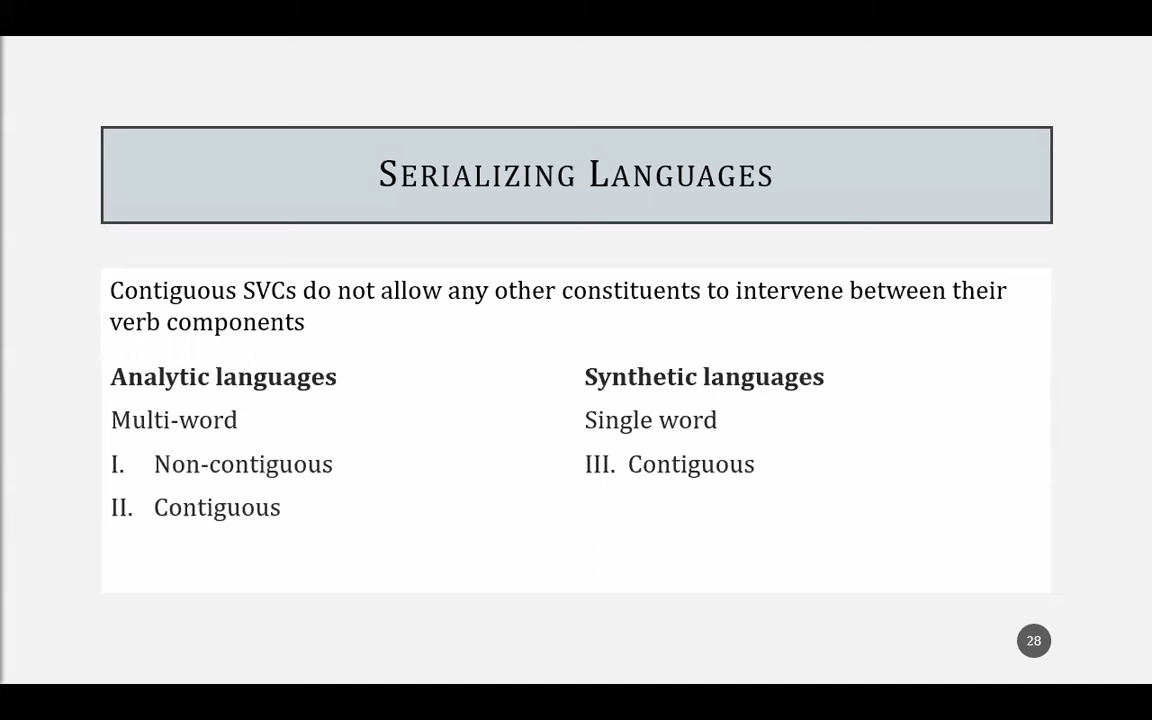 Serializing Languages
Contiguous SVCs do not allow any other constituents to intervene between their
verb components
Analytic languages
Multi-word
I. Non-contiguous
II. Contiguous
Synthetic languages
Single word
III. Contiguous
28